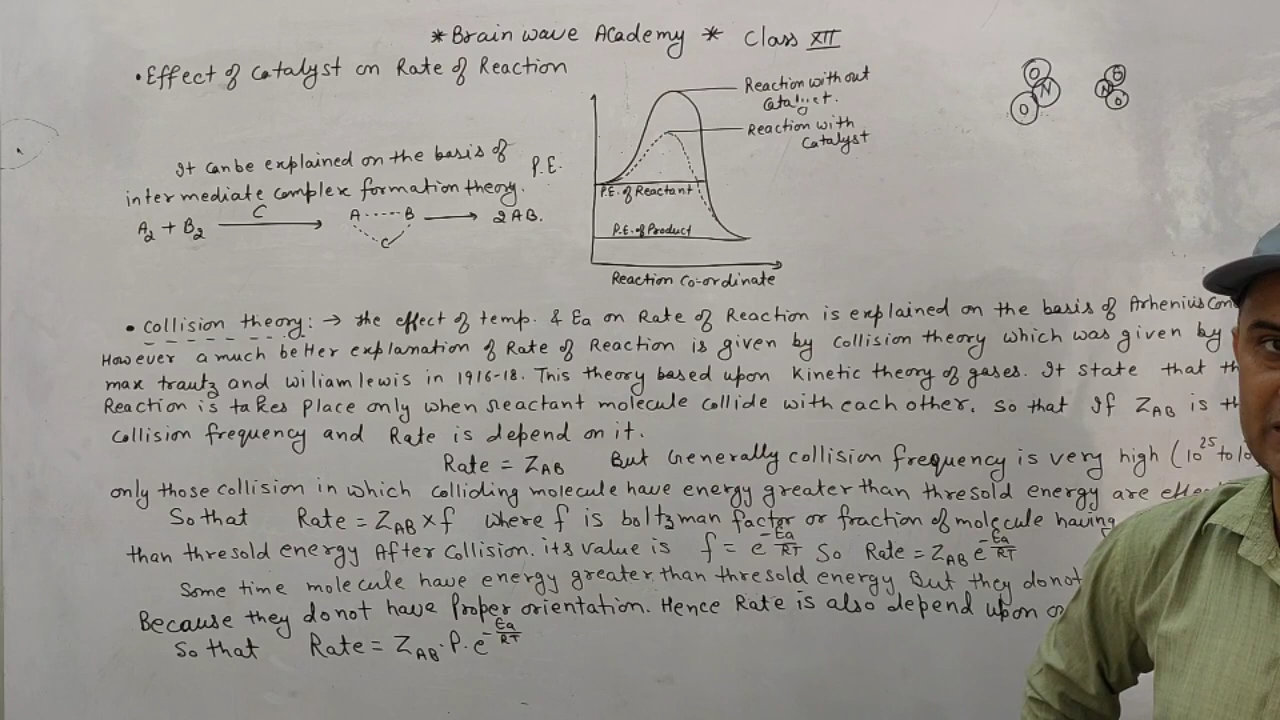 * Brain wave Academy * Class XII
• Effect of Catalyst on Rate of Reaction
Reaction without
Catalyst.
Reaction with
Catalyst
P.E.
P.E. of Reactant
P.E. of Product
Reaction Co-ordinate
O
N
O
O
N
O
It can be explained on the basis of
intermediate complex formation theory.
A₂ + B₂ —C→ A-----B → 2AB.
C
• Collision theory: → the effect of temp. & Ea on Rate of Reaction is explained on the basis of Arhenius
However a much better explanation of Rate of Reaction is given by collision theory which was given by
max trautz and wiliam lewis in 1916-18. This theory based upon Kinetic theory of gases. It state that
Reaction is takes place only when reactant molecule collide with each other. so that If Z_AB is
Collision frequency and Rate is depend on it.
Rate = Z_AB But Generally collision frequency is very high (10²⁵ to
only those collision in which colliding molecule have energy greater than thresold energy are
So that Rate = Z_AB × f where f is boltzman factor or fraction of molecule having
than thresold energy After Collision. its value is f = e^(-Ea/RT) So Rate = Z_AB e^(-Ea/RT)
Some time molecule have energy greater than thresold energy But they donot
Because they donot have Proper orientation. Hence Rate is also depend upon
So that Rate = Z_AB · P · e^(-Ea/RT)